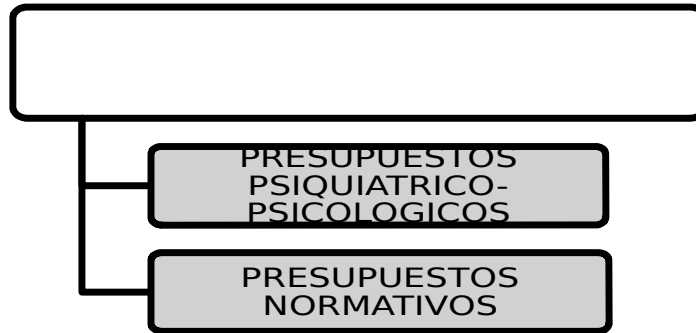 PRESUPUESTOS
PSIQUIATRICO-
PSICOLOGICOS
PRESUPUESTOS
NORMATIVOS